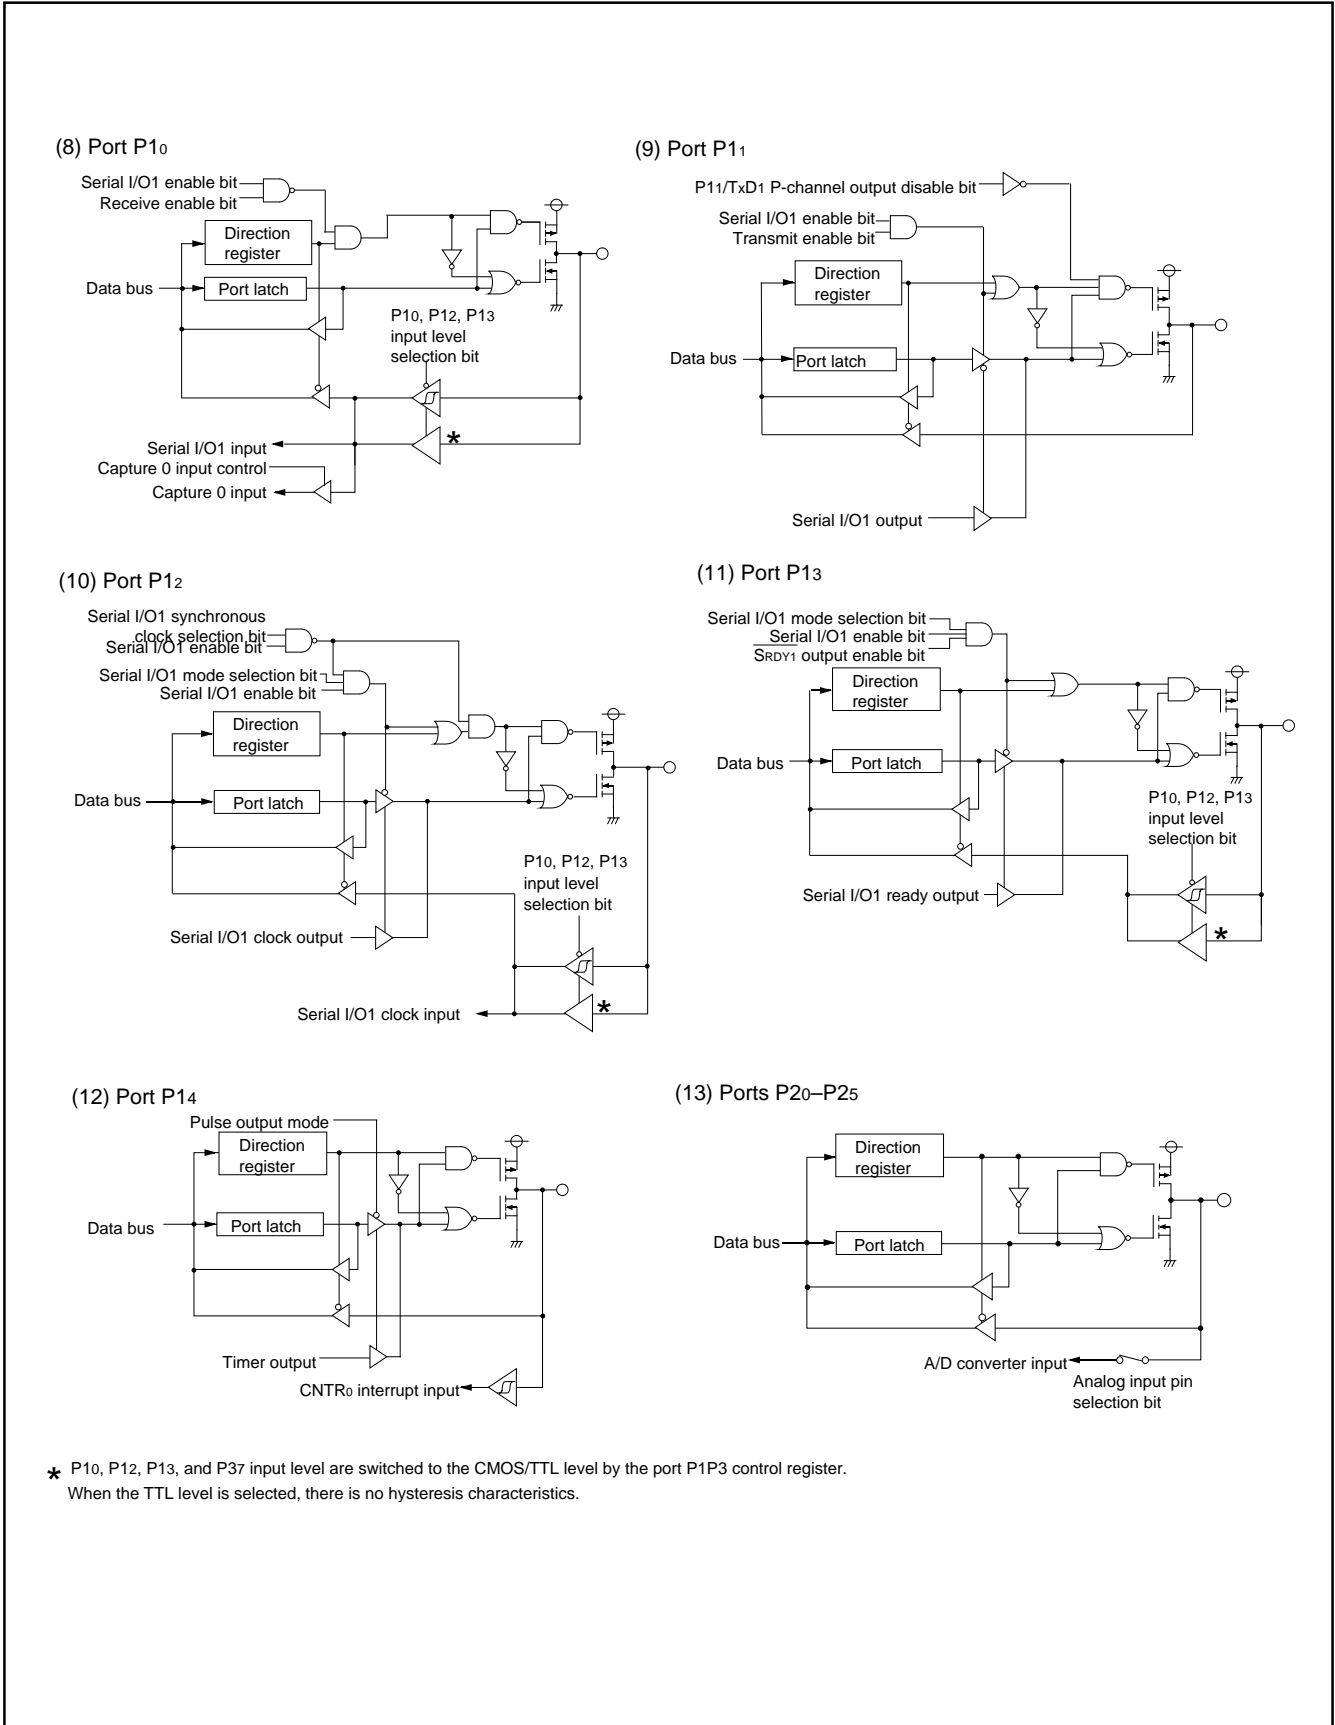 (8) Port P10
Serial I/O1 enable bit
Receive enable bit
Direction
register
Data bus
Port latch
P10, P12, P13
input level
selection bit
*
Serial I/O1 input
Capture 0 input control
Capture 0 input
(9) Port P11
P11/TxD1 P-channel output disable bit
Serial I/O1 enable bit
Transmit enable bit
Direction
register
Data bus
Port latch
Serial I/O1 output
(10) Port P12
Serial I/O1 synchronous
clock selection bit
Serial I/O1 enable bit
Serial I/O1 mode selection bit
Serial I/O1 enable bit
Direction
register
Data bus
Port latch
P10, P12, P13
input level
selection bit
Serial I/O1 clock output
*
Serial I/O1 clock input
(11) Port P13
Serial I/O1 mode selection bit
Serial I/O1 enable bit
SRDY1 output enable bit
Direction
register
Data bus
Port latch
P10, P12, P13
input level
selection bit
Serial I/O1 ready output
*
(12) Port P14
Pulse output mode
Direction
register
Data bus
Port latch
Timer output
CNTR0 interrupt input
(13) Ports P20–P25
Direction
register
Data bus
Port latch
A/D converter input
Analog input pin
selection bit
* P10, P12, P13, and P37 input level are switched to the CMOS/TTL level by the port P1P3 control register.
When the TTL level is selected, there is no hysteresis characteristics.